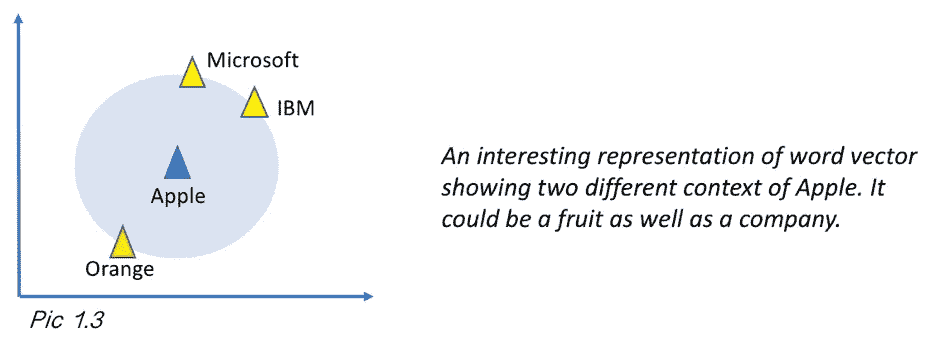 Microsoft
IBM
Apple
Orange
Pic 1.3
An interesting representation of word vector
showing two different context of Apple. It
could be a fruit as well as a company.